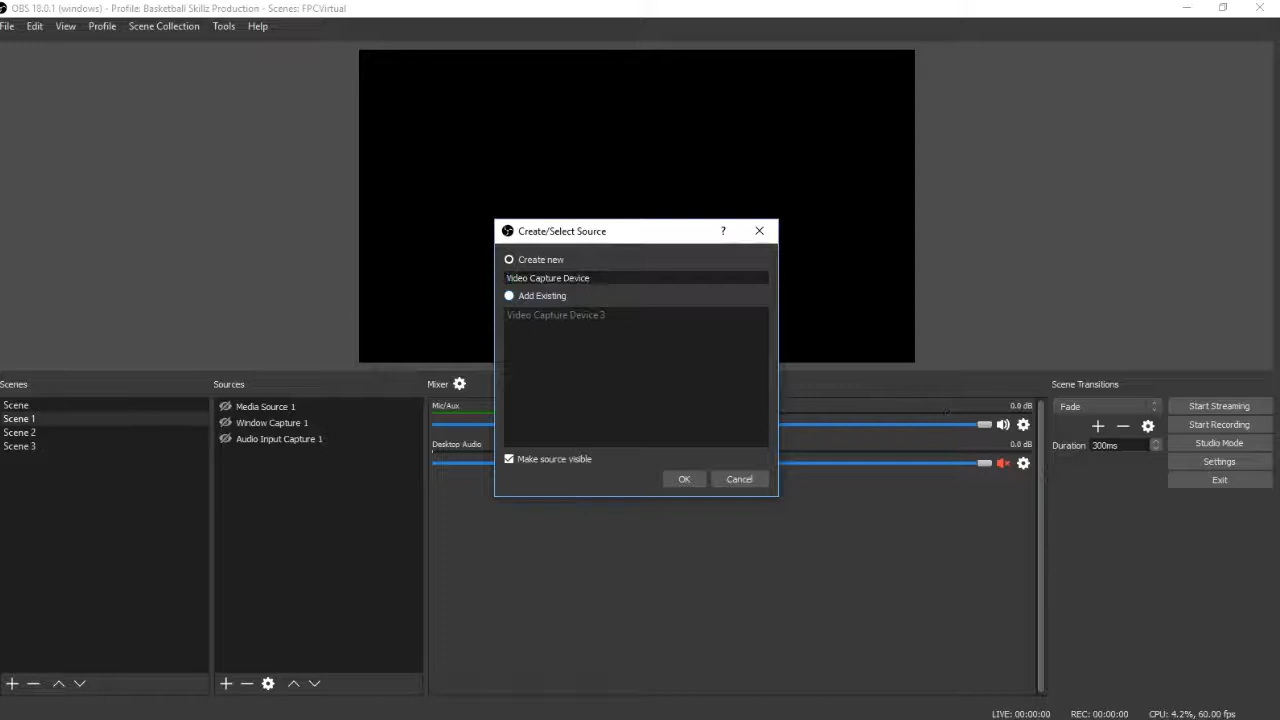 OBS 18.0.1 (windows) - Profile: Basketball Skillz Production - Scenes: FPCVirtual
File Edit View Profile Scene Collection Tools Help
Create/Select Source ?
Create new
Video Capture Device
Add Existing
Video Capture Device 3
Make source visible
OK Cancel
Scenes
Scene
Scene 1
Scene 2
Scene 3
Sources
Media Source 1
Window Capture 1
Audio Input Capture 1
Mixer
Mic/Aux 0.0 dB
Desktop Audio 0.0 dB
Scene Transitions
Fade
Duration 300ms
Start Streaming
Start Recording
Studio Mode
Settings
Exit
LIVE: 00:00:00 REC: 00:00:00 CPU: 4.2%, 60.00 fps